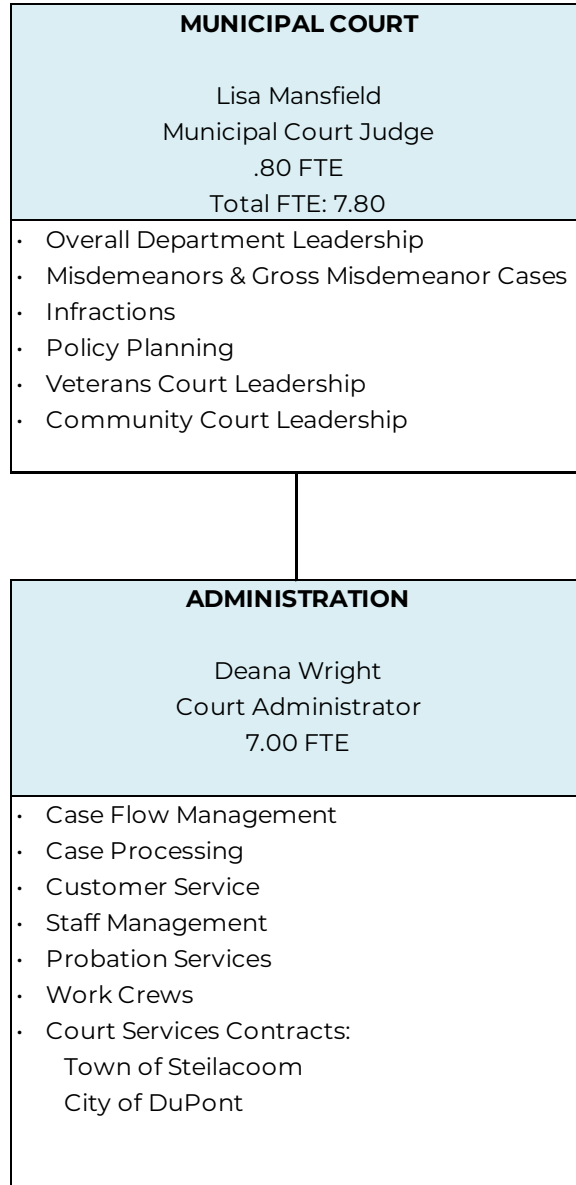 MUNICIPAL COURT
Lisa Mansfield
Municipal Court Judge
.80 FTE
Total FTE: 7.80
• Overall Department Leadership
• Misdemeanors & Gross Misdemeanor Cases
• Infractions
• Policy Planning
• Veterans Court Leadership
• Community Court Leadership
ADMINISTRATION
Deana Wright
Court Administrator
7.00 FTE
• Case Flow Management
• Case Processing
• Customer Service
• Staff Management
• Probation Services
• Work Crews
• Court Services Contracts:
Town of Steilacoom
City of DuPont